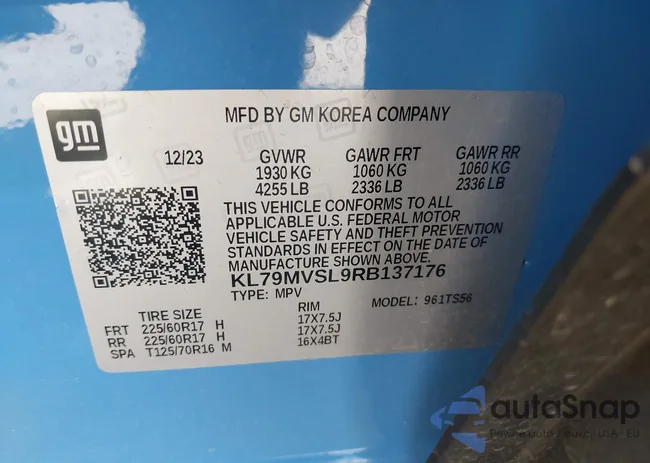 gm
MFD BY GM KOREA COMPANY
12/23 GVWR GAWR FRT GAWR RR
1930 KG 1060 KG 1060 KG
4255 LB 2336 LB 2336 LB
THIS VEHICLE CONFORMS TO ALL
APPLICABLE U.S. FEDERAL MOTOR
VEHICLE SAFETY AND THEFT PREVENTION
STANDARDS IN EFFECT ON THE DATE OF
MANUFACTURE SHOWN ABOVE.
KL79MVSL9RB137176
TYPE: MPV MODEL: 961TS56
TIRE SIZE RIM
FRT 225/60R17 H 17X7.5J
RR 225/60R17 H 17X7.5J
SPA T125/70R16 M 16X4BT
autaSnap